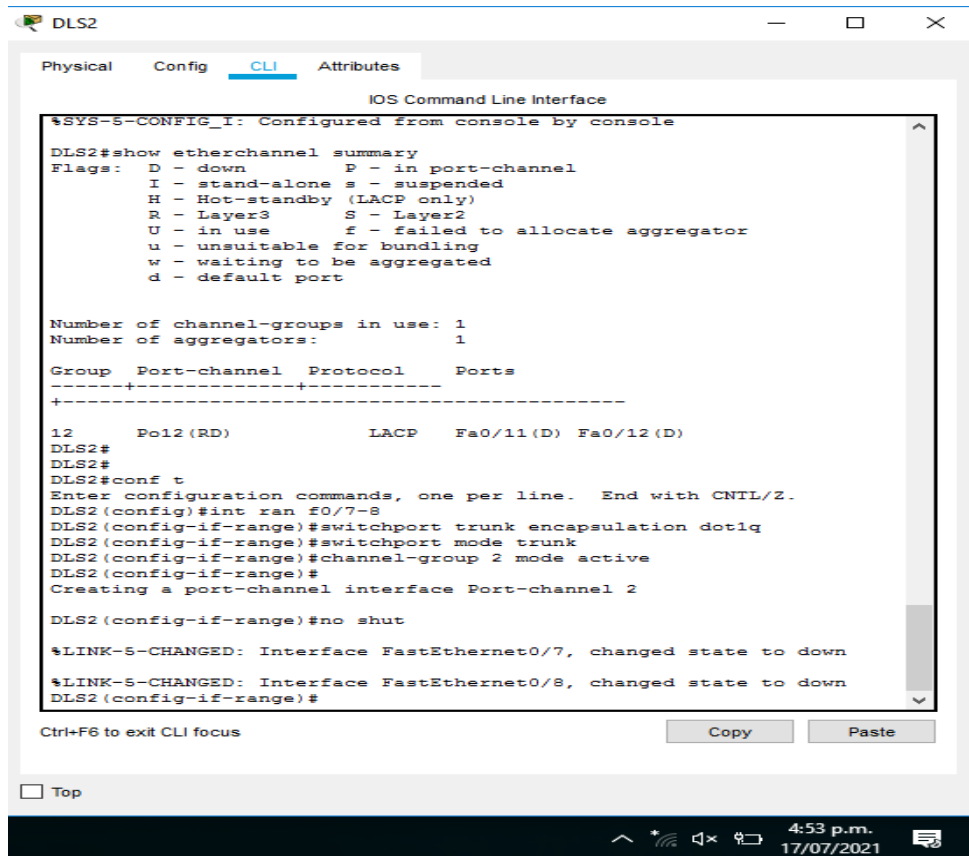 DLS2
Physical Config CLI Attributes
IOS Command Line Interface
%SYS-5-CONFIG_I: Configured from console by console
DLS2#show etherchannel summary
Flags:  D - down        P - in port-channel
        I - stand-alone s - suspended
        H - Hot-standby (LACP only)
        R - Layer3      S - Layer2
        U - in use      f - failed to allocate aggregator
        u - unsuitable for bundling
        w - waiting to be aggregated
        d - default port
Number of channel-groups in use: 1
Number of aggregators:           1
Group  Port-channel  Protocol    Ports
------+-------------+-----------
+----------------------------------------------
12     Po12(RD)           LACP   Fa0/11(D) Fa0/12(D)
DLS2#
DLS2#
DLS2#conf t
Enter configuration commands, one per line.  End with CNTL/Z.
DLS2(config)#int ran f0/7-8
DLS2(config-if-range)#switchport trunk encapsulation dot1q
DLS2(config-if-range)#switchport mode trunk
DLS2(config-if-range)#channel-group 2 mode active
DLS2(config-if-range)#
Creating a port-channel interface Port-channel 2
DLS2(config-if-range)#no shut
%LINK-5-CHANGED: Interface FastEthernet0/7, changed state to down
%LINK-5-CHANGED: Interface FastEthernet0/8, changed state to down
DLS2(config-if-range)#
Ctrl+F6 to exit CLI focus
Copy
Paste
Top
4:53 p.m.
17/07/2021